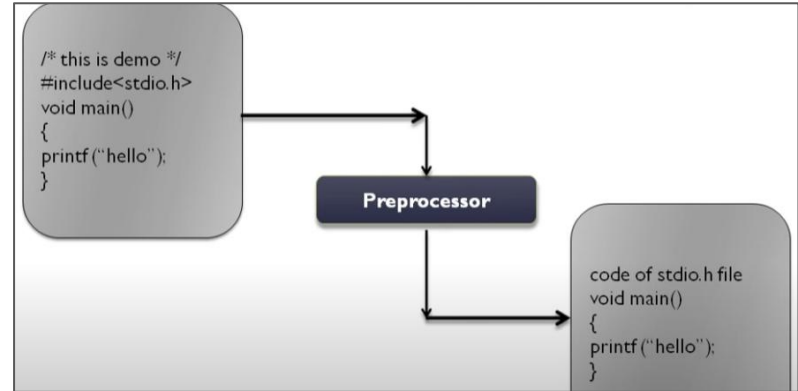 /* this is demo */
#include<stdio.h>
void main()
{
printf(“hello”);
}
Preprocessor
code of stdio.h file
void main()
{
printf(“hello”);
}